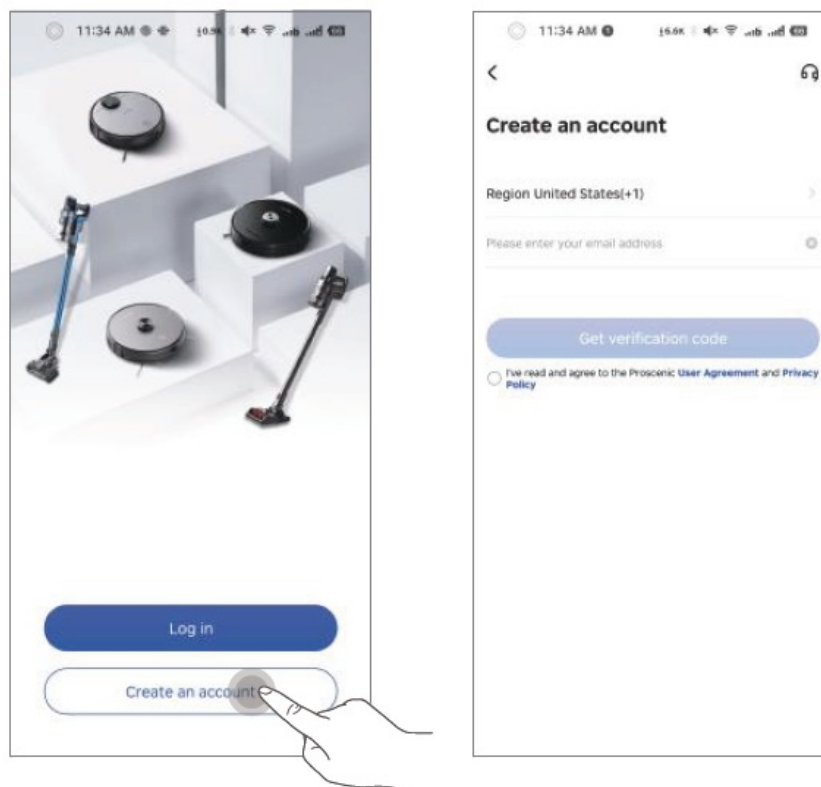 11:34 AM
Log in
Create an account
11:34 AM
Create an account
Region United States(+1)
Please enter your email address
Get verification code
I've read and agree to the Proscenic User Agreement and Privacy
Policy